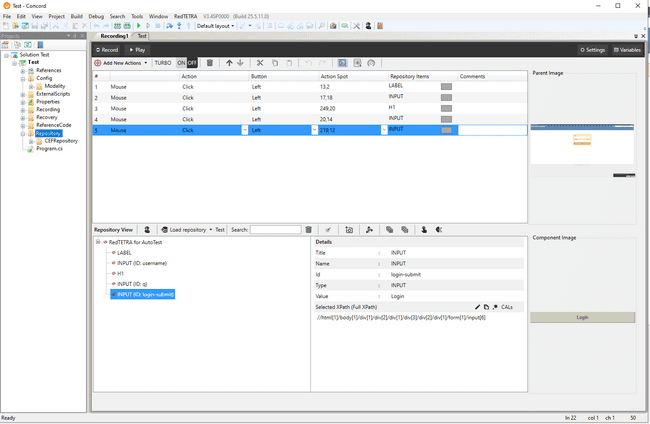 Test - Concord
File Edit View Project Build Debug Search Tools Window RedTETRA V3.4SP0000 (Build 25.5.11.0)
Default layout
Projects
Recording1 Test
Solution Test
Test
References
Config
Modality
ExternalScripts
Properties
Recording
Recovery
ReferenceCode
Repository
CEFRepository
Program.cs
Record Play Settings Variables
Add New Actions TURBO ON OFF
# Action Button Action Spot Repository Items Comments
1 Mouse Click Left 13,2 LABEL
2 Mouse Click Left 17,18 INPUT
3 Mouse Click Left 249,20 H1
4 Mouse Click Left 20,14 INPUT
5 Mouse Click Left 219,12 INPUT
Parent Image
Repository View Load repository Test Search:
RedTETRA for AutoTest
LABEL
INPUT (ID: username)
H1
INPUT (ID: q)
INPUT (ID: login-submit)
Details
Title : INPUT
Name : INPUT
Id : login-submit
Type : INPUT
Value : Login
Selected XPath (Full XPath) CALs
//html[1]/body[1]/div[1]/div[2]/div[1]/div[3]/div[2]/div[1]/form[1]/input[6]
Component Image
Login
Ready ln 22 col 1 ch 1 50